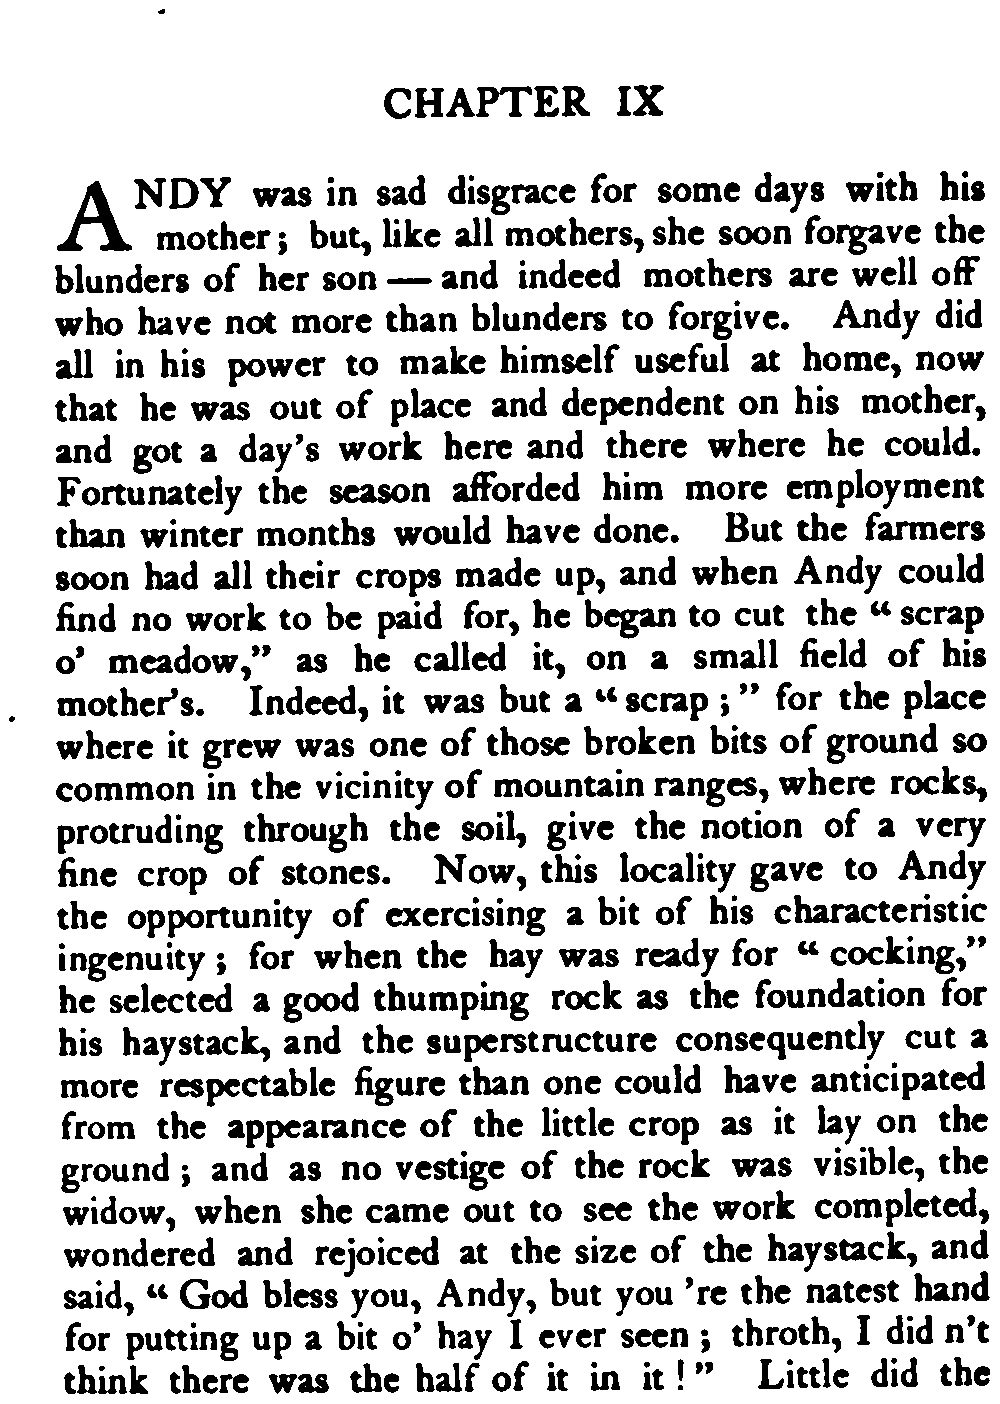 CHAPTER IX
ANDY was in sad disgrace for some days with his
mother; but, like all mothers, she soon forgave the
blunders of her son — and indeed mothers are well off
who have not more than blunders to forgive. Andy did
all in his power to make himself useful at home, now
that he was out of place and dependent on his mother,
and got a day's work here and there where he could.
Fortunately the season afforded him more employment
than winter months would have done. But the farmers
soon had all their crops made up, and when Andy could
find no work to be paid for, he began to cut the “ scrap
o' meadow,” as he called it, on a small field of his
mother's. Indeed, it was but a “ scrap ; ” for the place
where it grew was one of those broken bits of ground so
common in the vicinity of mountain ranges, where rocks,
protruding through the soil, give the notion of a very
fine crop of stones. Now, this locality gave to Andy
the opportunity of exercising a bit of his characteristic
ingenuity ; for when the hay was ready for “ cocking,”
he selected a good thumping rock as the foundation for
his haystack, and the superstructure consequently cut a
more respectable figure than one could have anticipated
from the appearance of the little crop as it lay on the
ground ; and as no vestige of the rock was visible, the
widow, when she came out to see the work completed,
wondered and rejoiced at the size of the haystack, and
said, “ God bless you, Andy, but you 're the natest hand
for putting up a bit o' hay I ever seen ; throth, I did n't
think there was the half of it in it ! ” Little did the